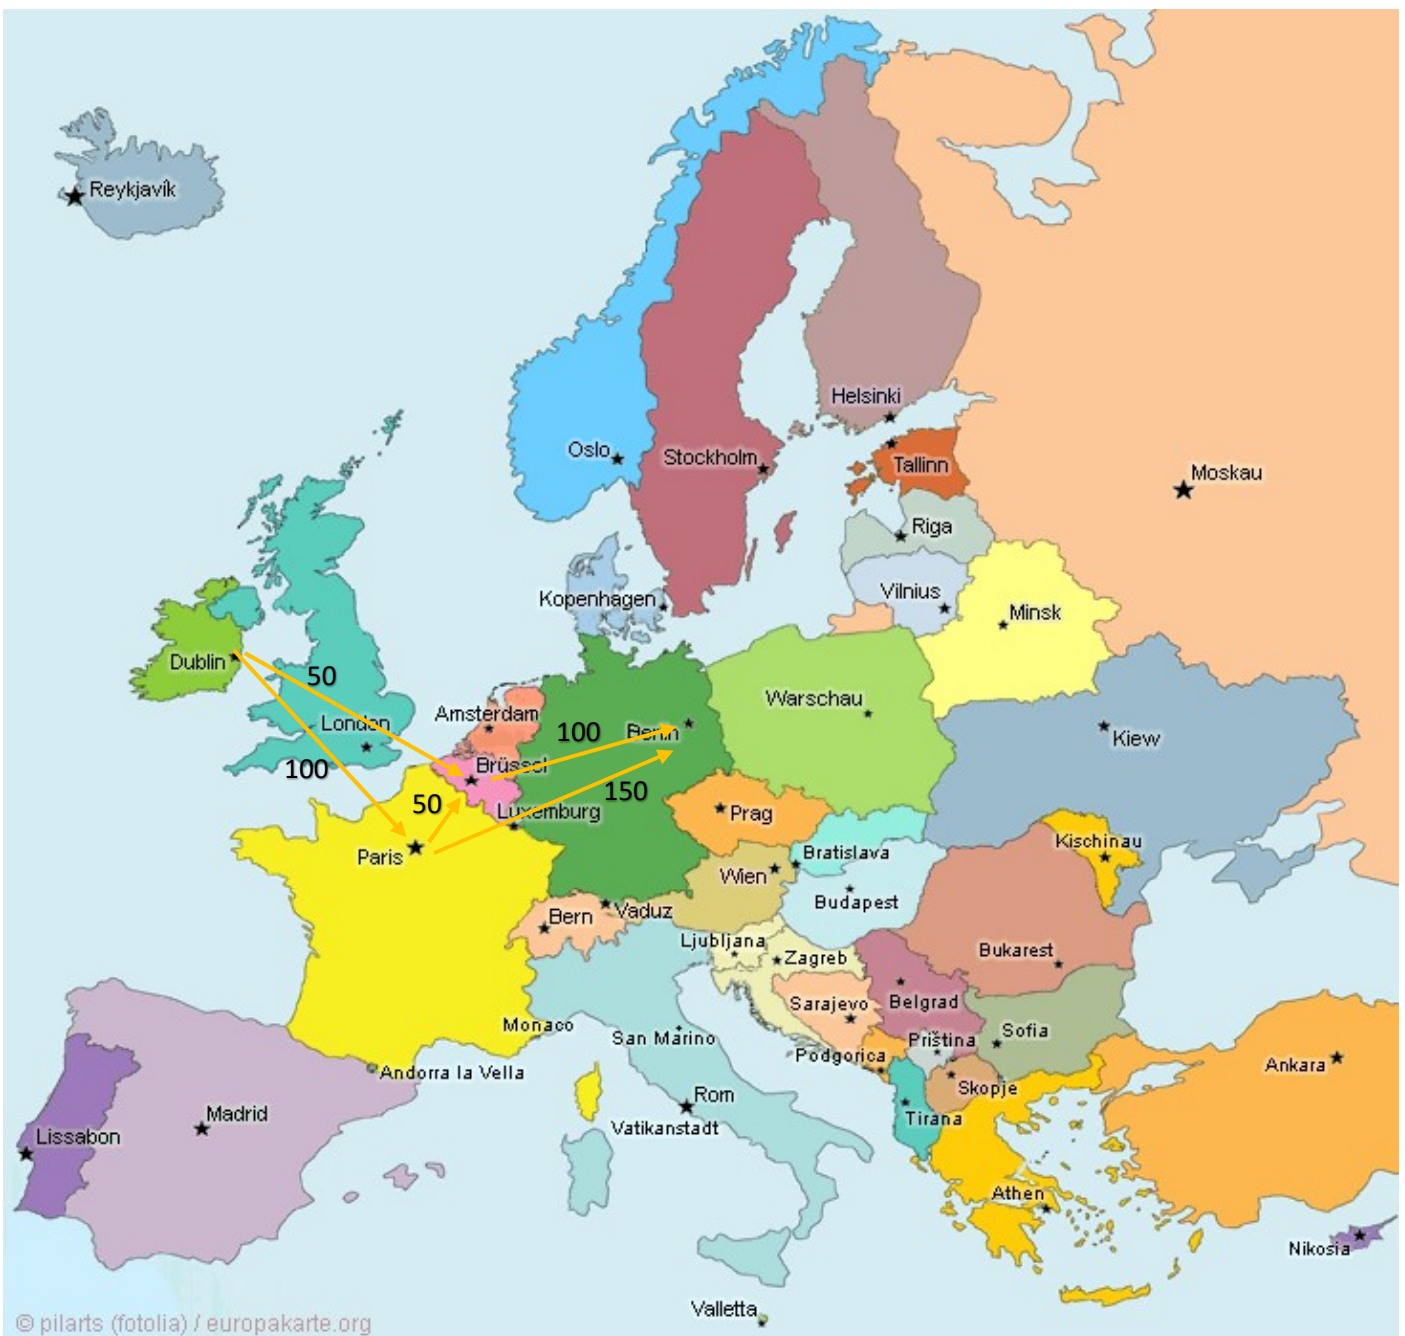 Reykjavík
Helsinki
Oslo
Stockholm
Tallinn
Moskau
Riga
Vilnius
Kopenhagen
Minsk
Dublin
50
Warschau
Amsterdam
London
100
Berlin
Kiew
Brüssel
100
50
150
Luxemburg
Prag
Kischinau
Paris
Bratislava
Wien
Budapest
Bern
Vaduz
Ljubljana
Zagreb
Bukarest
Sarajevo
Belgrad
Monaco
San Marino
Priština
Sofia
Podgorica
Ankara
Andorra la Vella
Skopje
Rom
Madrid
Tirana
Vatikanstadt
Lissabon
Athen
Nikosia
Valletta
© pilarts (fotolia) / europakarte.org